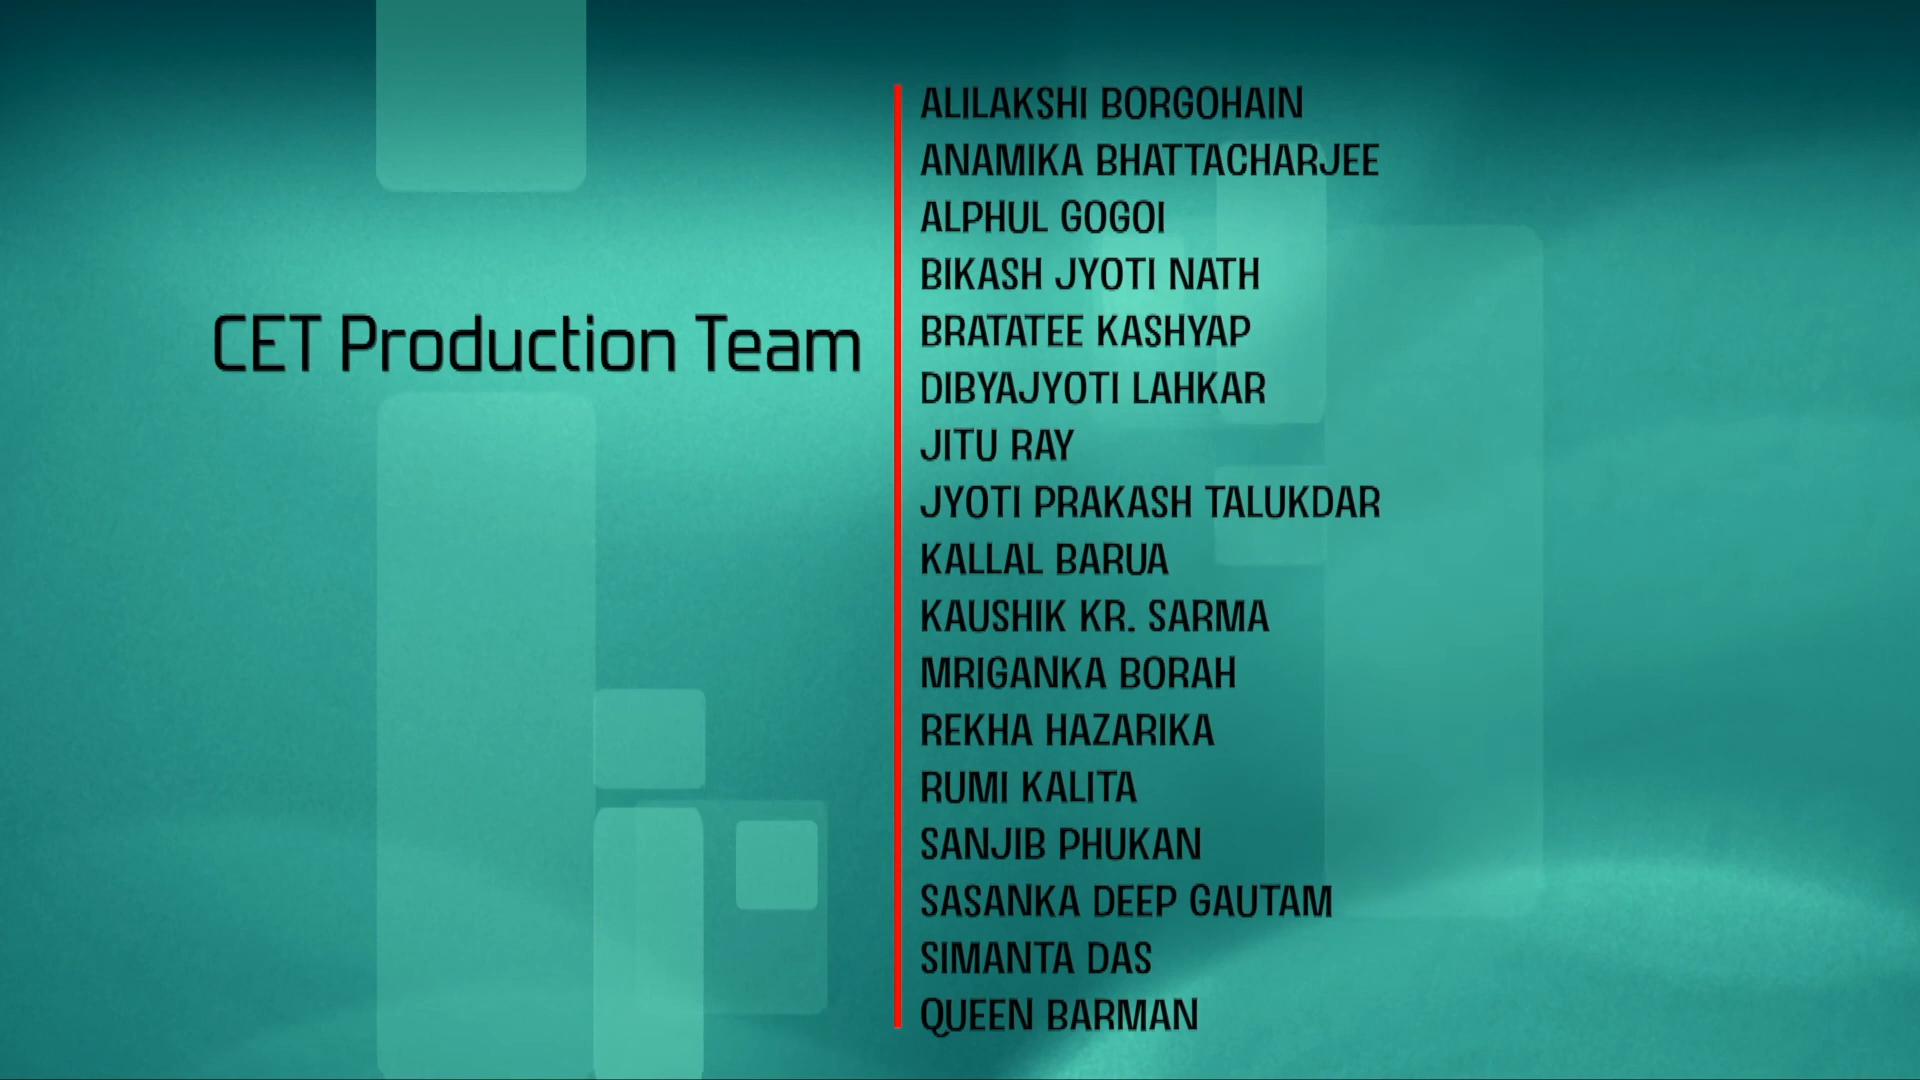 CET Production Team
ALILAKSHI BORGOHAIN
ANAMIKA BHATTACHARJEE
ALPHUL GOGOI
BIKASH JYOTI NATH
BRATATEE KASHYAP
DIBYAJYOTI LAHKAR
JITU RAY
JYOTI PRAKASH TALUKDAR
KALLAL BARUA
KAUSHIK KR. SARMA
MRIGANKA BORAH
REKHA HAZARIKA
RUMI KALITA
SANJIB PHUKAN
SASANKA DEEP GAUTAM
SIMANTA DAS
QUEEN BARMAN